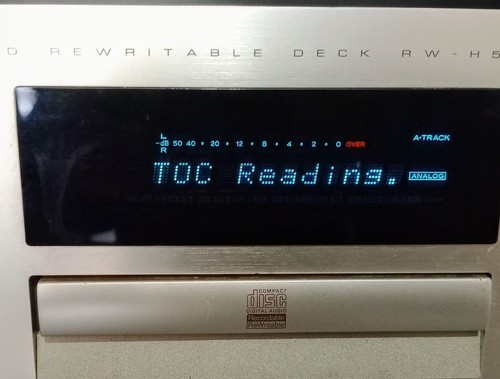 D REWRITABLE DECK RW-H5
L
-dB 50 40 • 20 • 12 • 8 • 4 • 2 • 0 OVER
R
A-TRACK
TOC Reading.
ANALOG
COMPACT
disc
DIGITAL AUDIO
Recordable
ReWritable